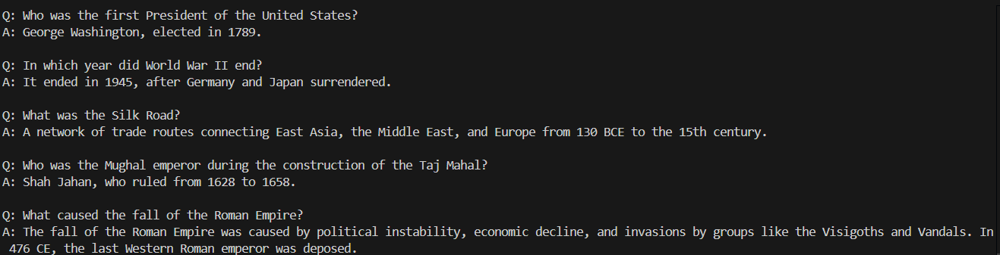 Q: Who was the first President of the United States?
A: George Washington, elected in 1789.
Q: In which year did World War II end?
A: It ended in 1945, after Germany and Japan surrendered.
Q: What was the Silk Road?
A: A network of trade routes connecting East Asia, the Middle East, and Europe from 130 BCE to the 15th century.
Q: Who was the Mughal emperor during the construction of the Taj Mahal?
A: Shah Jahan, who ruled from 1628 to 1658.
Q: What caused the fall of the Roman Empire?
A: The fall of the Roman Empire was caused by political instability, economic decline, and invasions by groups like the Visigoths and Vandals. In
476 CE, the last Western Roman emperor was deposed.